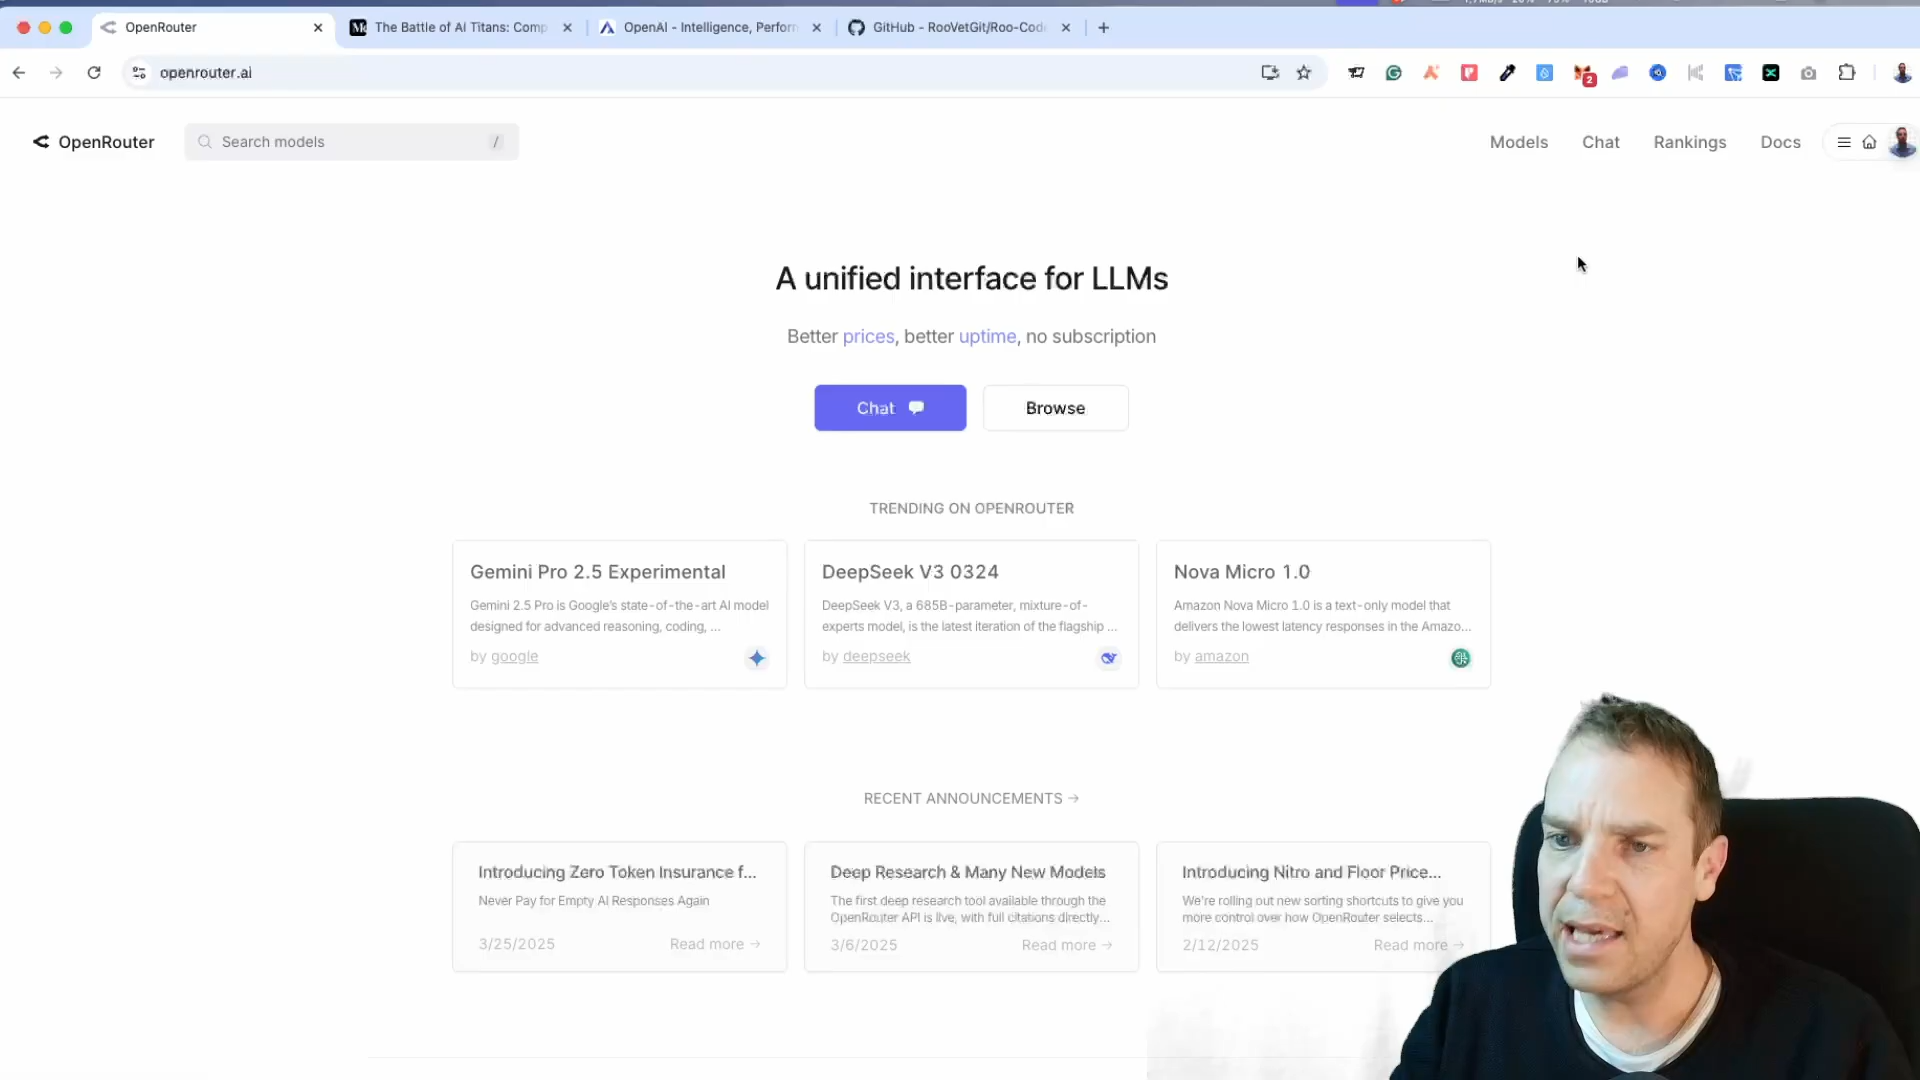 OpenRouter
The Battle of AI Titans: Comp
OpenAI - Intelligence, Perforn
GitHub - RooVetGit/Roo-Code
openrouter.ai
2
OpenRouter
Search models
/
Models
Chat
Rankings
Docs
A unified interface for LLMs
Better prices, better uptime, no subscription
Chat
Browse
TRENDING ON OPENROUTER
Gemini Pro 2.5 Experimental
Gemini 2.5 Pro is Google's state-of-the-art AI model
designed for advanced reasoning, coding, ...
by google
DeepSeek V3 0324
DeepSeek V3, a 685B-parameter, mixture-of-
experts model, is the latest iteration of the flagship ...
by deepseek
Nova Micro 1.0
Amazon Nova Micro 1.0 is a text-only model that
delivers the lowest latency responses in the Amazo...
by amazon
RECENT ANNOUNCEMENTS →
Introducing Zero Token Insurance f...
Never Pay for Empty AI Responses Again
3/25/2025
Read more →
Deep Research & Many New Models
The first deep research tool available through the
OpenRouter API is live, with full citations directly...
3/6/2025
Read more →
Introducing Nitro and Floor Price...
We're rolling out new sorting shortcuts to give you
more control over how OpenRouter selects...
2/12/2025
Read more →